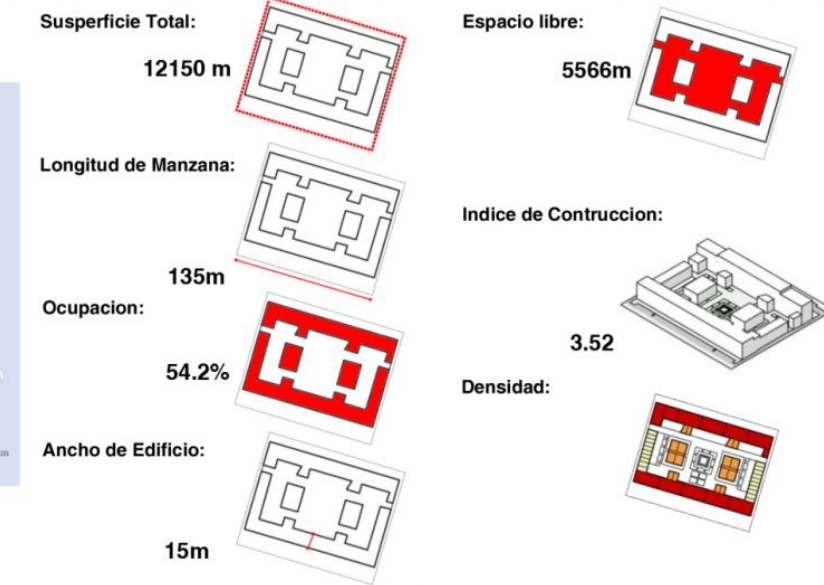 Susperficie Total:
12150 m
Longitud de Manzana:
135m
Ocupacion:
54.2%
Ancho de Edificio:
15m
Espacio libre:
5566m
Indice de Contruccion:
3.52
Densidad: